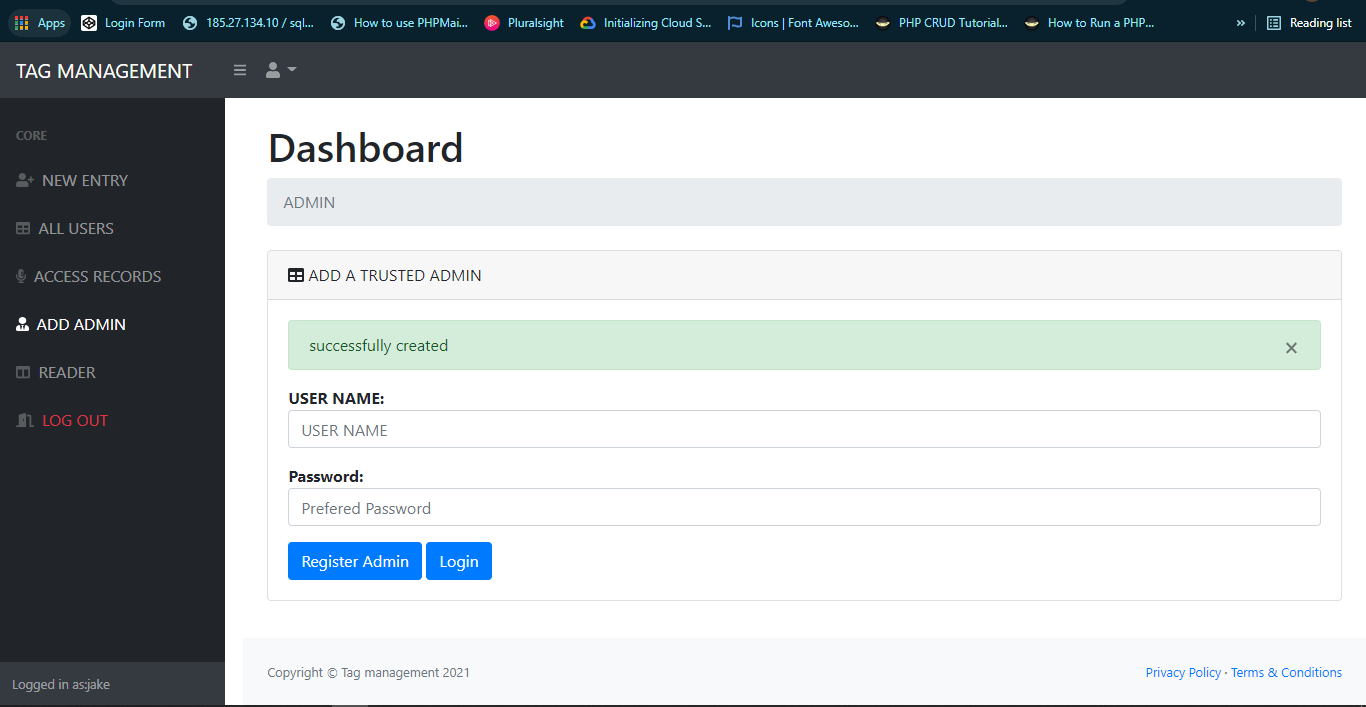 Apps Login Form 185.27.134.10 / sql... How to use PHPMai... Pluralsight Initializing Cloud S... Icons | Font Aweso... PHP CRUD Tutorial... How to Run a PHP... » Reading list
TAG MANAGEMENT
CORE
NEW ENTRY
ALL USERS
ACCESS RECORDS
ADD ADMIN
READER
LOG OUT
Logged in as:jake
Dashboard
ADMIN
ADD A TRUSTED ADMIN
successfully created ×
USER NAME:
USER NAME
Password:
Prefered Password
Register Admin Login
Copyright © Tag management 2021 Privacy Policy · Terms & Conditions